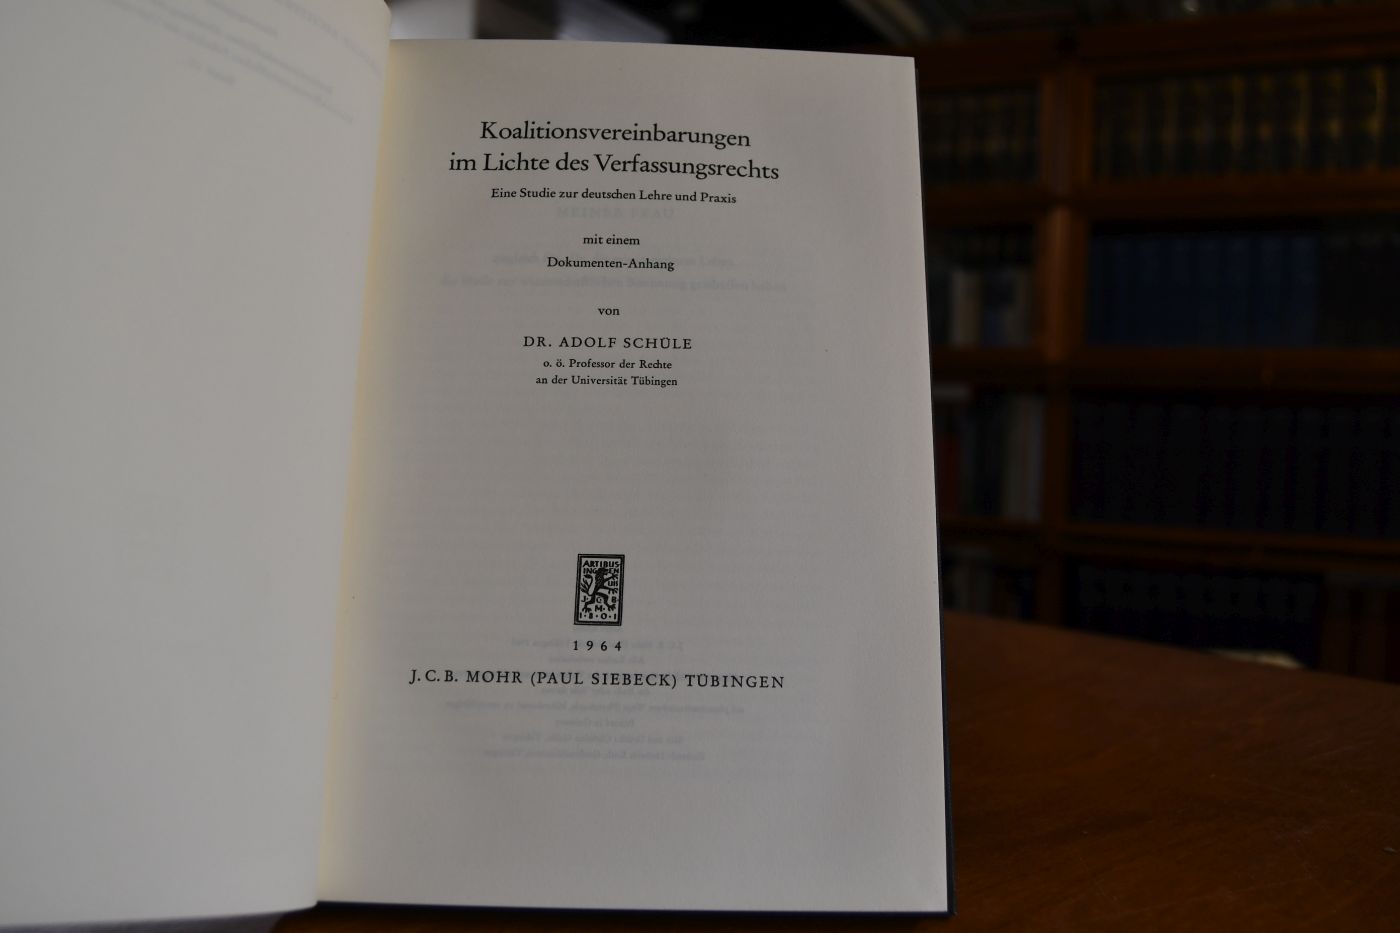 Koalitionsvereinbarungen
im Lichte des Verfassungsrechts
Eine Studie zur deutschen Lehre und Praxis
mit einem
Dokumenten-Anhang
von
DR. ADOLF SCHÜLE
o. ö. Professor der Rechte
an der Universität Tübingen
ARTIBUS
1801
1964
J. C. B. MOHR (PAUL SIEBECK) TÜBINGEN